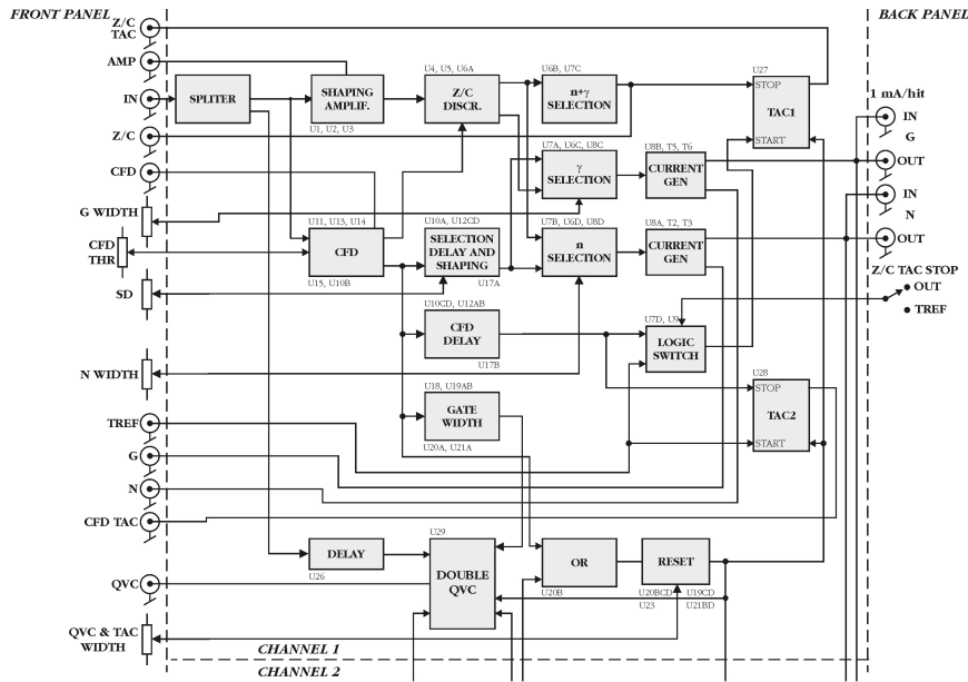 FRONT PANEL
BACK PANEL
Z/C
TAC
AMP
IN
Z/C
CFD
G WIDTH
CFD
THR
SD
N WIDTH
TREF
G
N
CFD TAC
QVC
QVC & TAC
WIDTH
SPLITER
SHAPING
AMPLIF.
U1, U2, U3
U4, U5, U6A
Z/C
DISCR.
U6B, U7C
n+γ
SELECTION
U27
STOP
TAC1
START
U7A, U6C, U8C
γ
SELECTION
U8B, T5, T6
CURRENT
GEN
U11, U13, U14
CFD
U15, U10B
U10A, U12CD
SELECTION
DELAY AND
SHAPING
U17A
U7B, U6D, U8D
n
SELECTION
U8A, T2, T3
CURRENT
GEN
U10CD, U12AB
CFD
DELAY
U17B
U7D, U9
LOGIC
SWITCH
U18, U19AB
GATE
WIDTH
U20A, U21A
U28
STOP
TAC2
START
DELAY
U26
U29
DOUBLE
QVC
OR
U20B
RESET
U20BCD
U19CD
U23
U21BD
1 mA/hit
IN
G
OUT
IN
N
OUT
Z/C TAC STOP
OUT
TREF
CHANNEL 1
CHANNEL 2